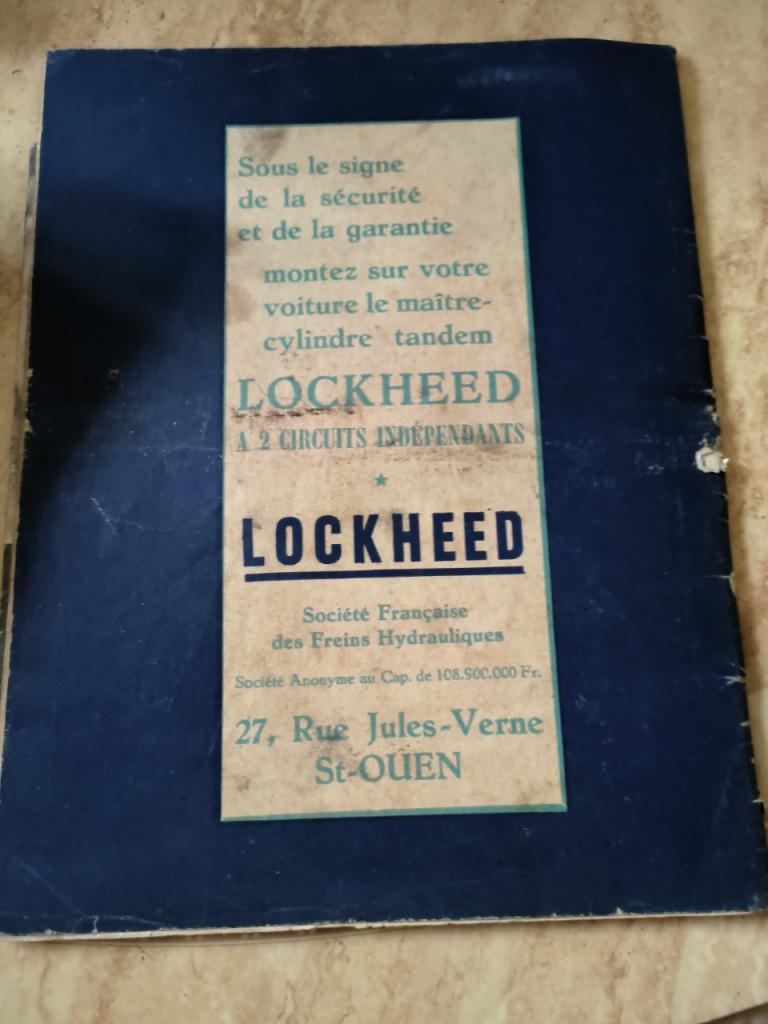 Sous le signe
de la sécurité
et de la garantie
montez sur votre
voiture le maître-
cylindre tandem
LOCKHEED
A 2 CIRCUITS INDÉPENDANTS
★
LOCKHEED
Société Française
des Freins Hydrauliques
Société Anonyme au Cap. de 108.900.000 Fr.
27, Rue Jules-Verne
St-OUEN